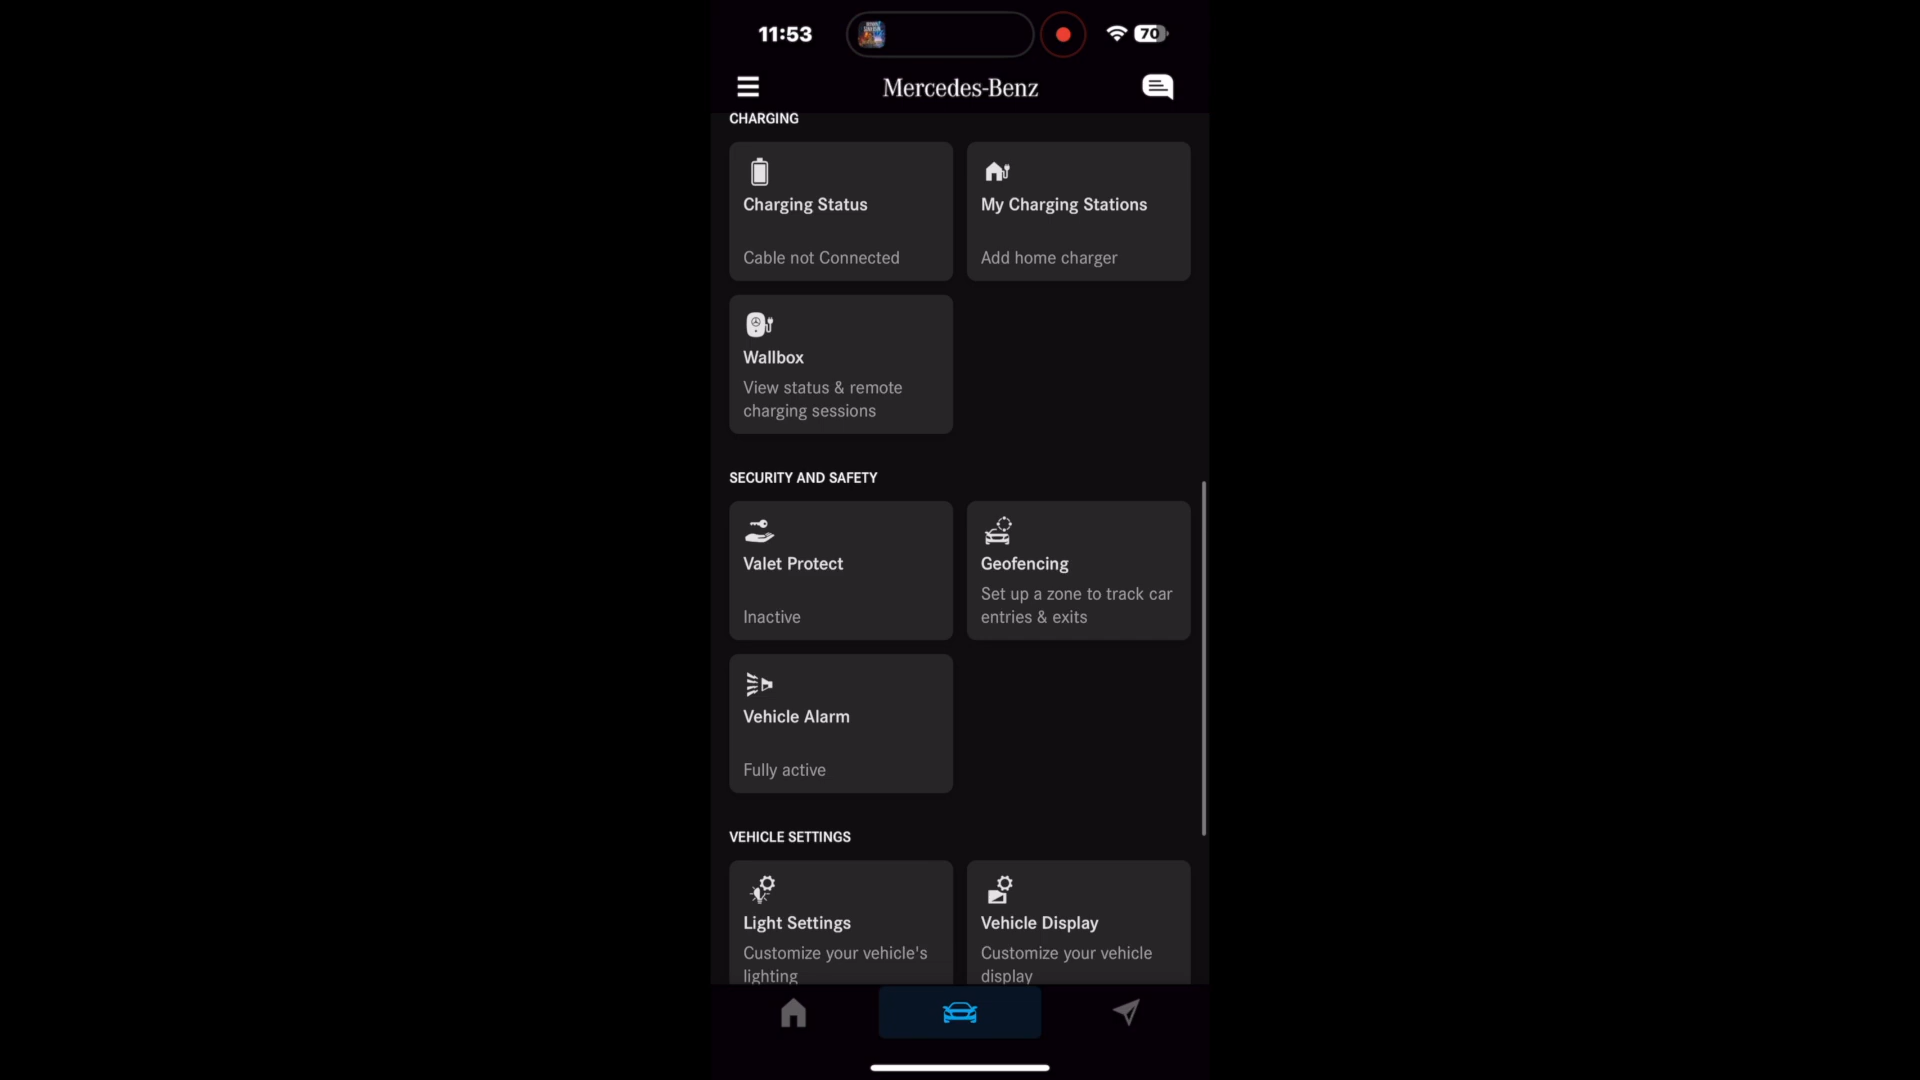 11:53
70
Mercedes-Benz
CHARGING
Charging Status
Cable not Connected
My Charging Stations
Add home charger
Wallbox
View status & remote
charging sessions
SECURITY AND SAFETY
Valet Protect
Inactive
Geofencing
Set up a zone to track car
entries & exits
Vehicle Alarm
Fully active
VEHICLE SETTINGS
Light Settings
Customize your vehicle's
lighting
Vehicle Display
Customize your vehicle
display